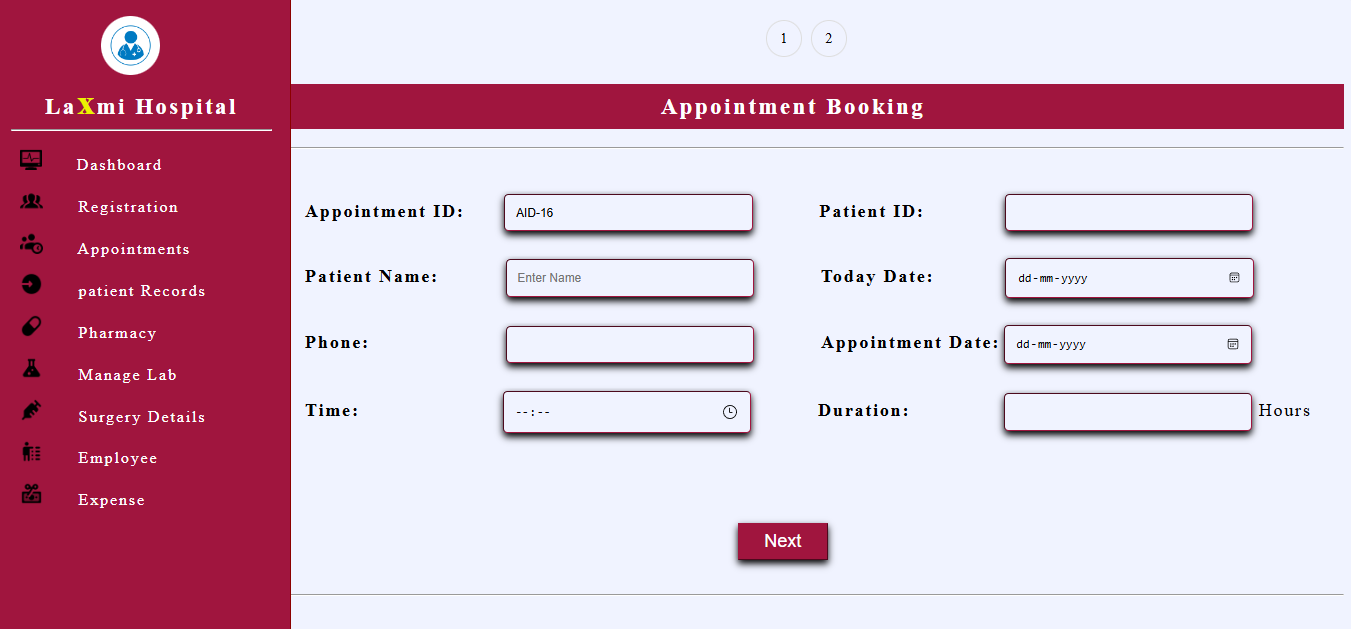 LaXmi Hospital
Dashboard
Registration
Appointments
patient Records
Pharmacy
Manage Lab
Surgery Details
Employee
Expense
1 2
Appointment Booking
Appointment ID: AID-16 Patient ID:
Patient Name: Enter Name Today Date: dd-mm-yyyy
Phone: Appointment Date: dd-mm-yyyy
Time: --:-- Duration: Hours
Next